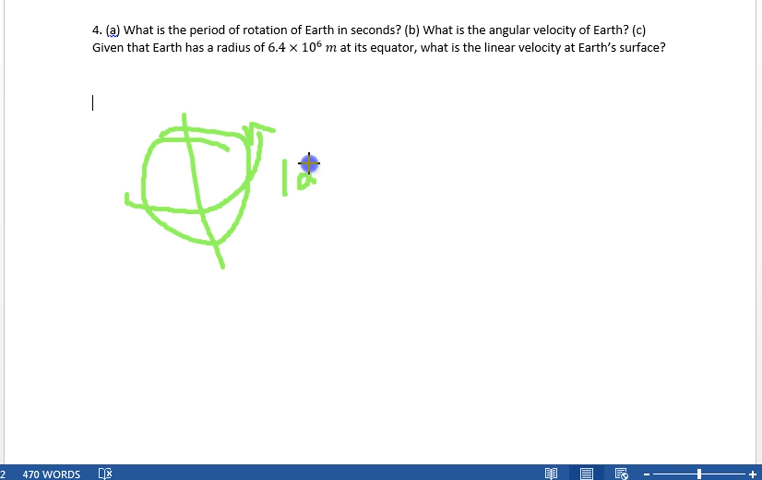 4. (a) What is the period of rotation of Earth in seconds? (b) What is the angular velocity of Earth? (c)
Given that Earth has a radius of 6.4 × 10⁶ m at its equator, what is the linear velocity at Earth's surface?
1
2 470 WORDS